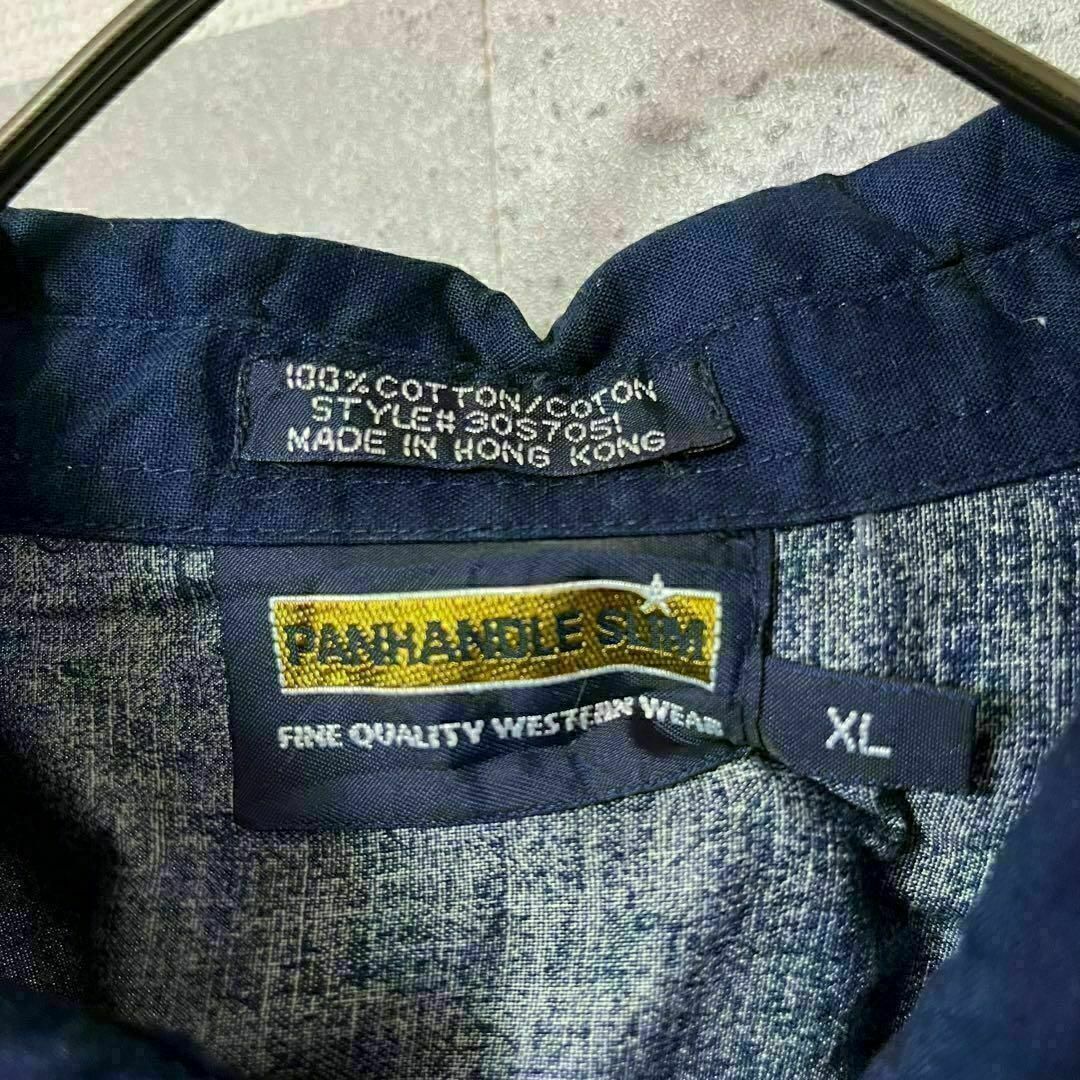 100% COTTON/COTON
STYLE# 30S7051
MADE IN HONG KONG
PANHANDLE SLIM
FINE QUALITY WESTERN WEAR
XL